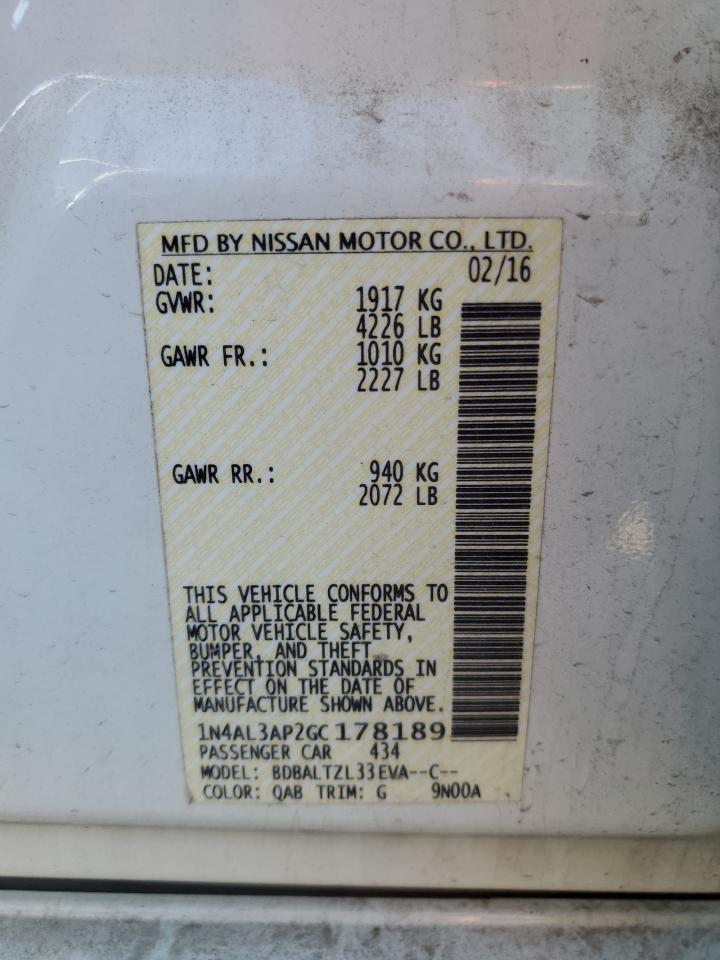 MFD BY NISSAN MOTOR CO., LTD.
DATE: 02/16
GVWR: 1917 KG
4226 LB
GAWR FR.: 1010 KG
2227 LB
GAWR RR.: 940 KG
2072 LB
THIS VEHICLE CONFORMS TO
ALL APPLICABLE FEDERAL
MOTOR VEHICLE SAFETY,
BUMPER, AND THEFT
PREVENTION STANDARDS IN
EFFECT ON THE DATE OF
MANUFACTURE SHOWN ABOVE.
1N4AL3AP2GC178189
PASSENGER CAR 434
MODEL: BDBALTZL33EVA--C--
COLOR: QAB TRIM: G 9N00A